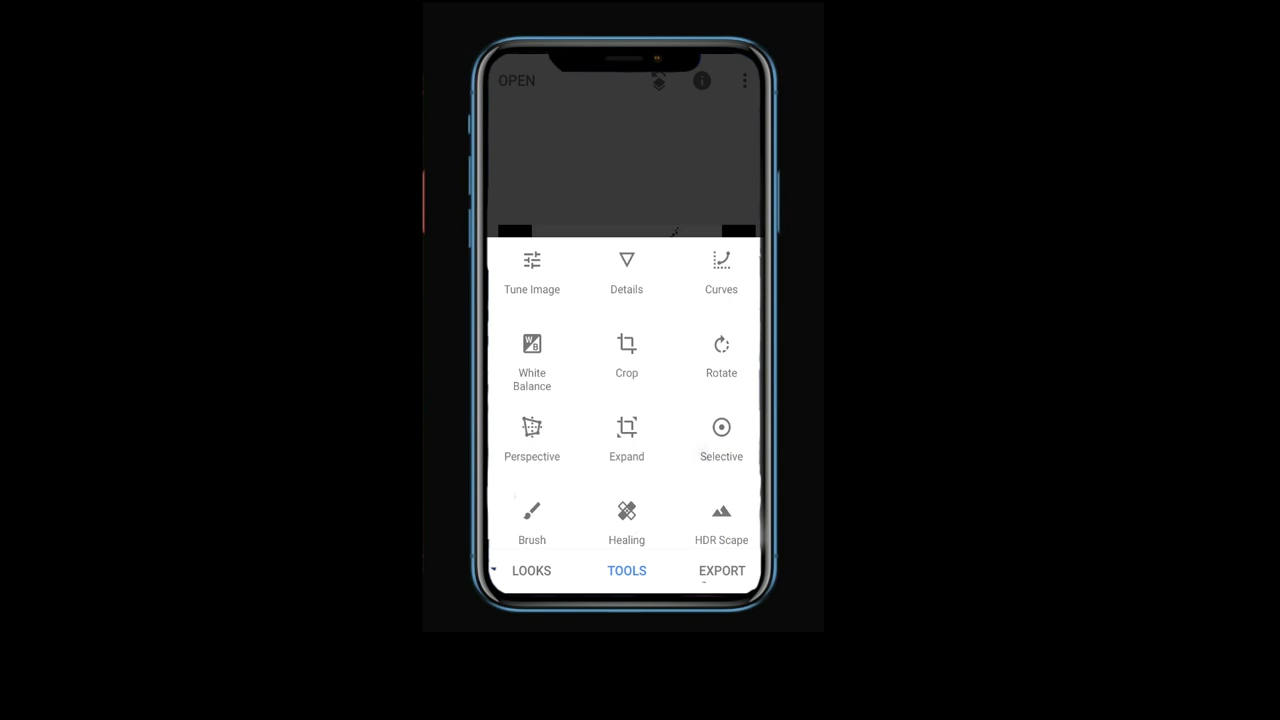 OPEN
Tune Image
Details
Curves
White
Balance
Crop
Rotate
Perspective
Expand
Selective
Brush
Healing
HDR Scape
LOOKS
TOOLS
EXPORT